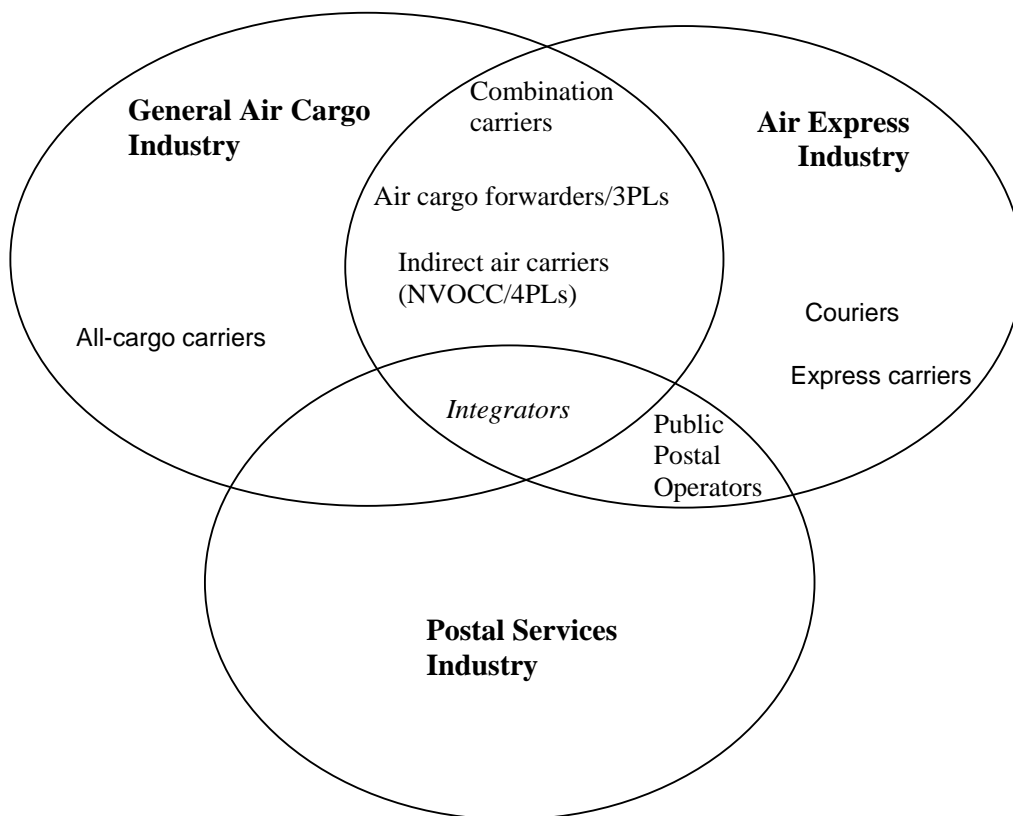 General Air Cargo
Industry
Combination
carriers
Air Express
Industry
Air cargo forwarders/3PLs
Indirect air carriers
(NVOCC/4PLs)
All-cargo carriers
Couriers
Express carriers
Integrators
Public
Postal
Operators
Postal Services
Industry